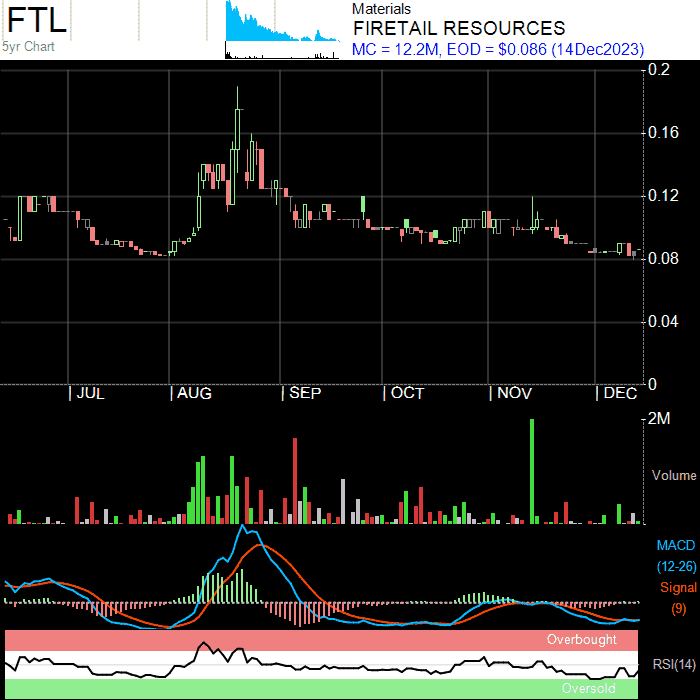 FTL
5yr Chart
Materials
FIRETAIL RESOURCES
MC = 12.2M, EOD = $0.086 (14Dec2023)
0.2
0.16
0.12
0.08
0.04
0
| JUL | AUG | SEP | OCT | NOV | DEC
2M
Volume
MACD
(12-26)
Signal
(9)
Overbought
RSI(14)
Oversold